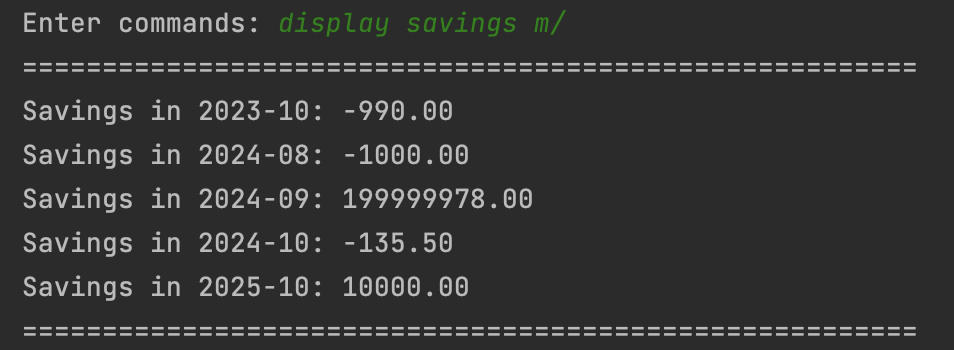 Enter commands: display savings m/
========================================================
Savings in 2023-10: -990.00
Savings in 2024-08: -1000.00
Savings in 2024-09: 199999978.00
Savings in 2024-10: -135.50
Savings in 2025-10: 10000.00
========================================================